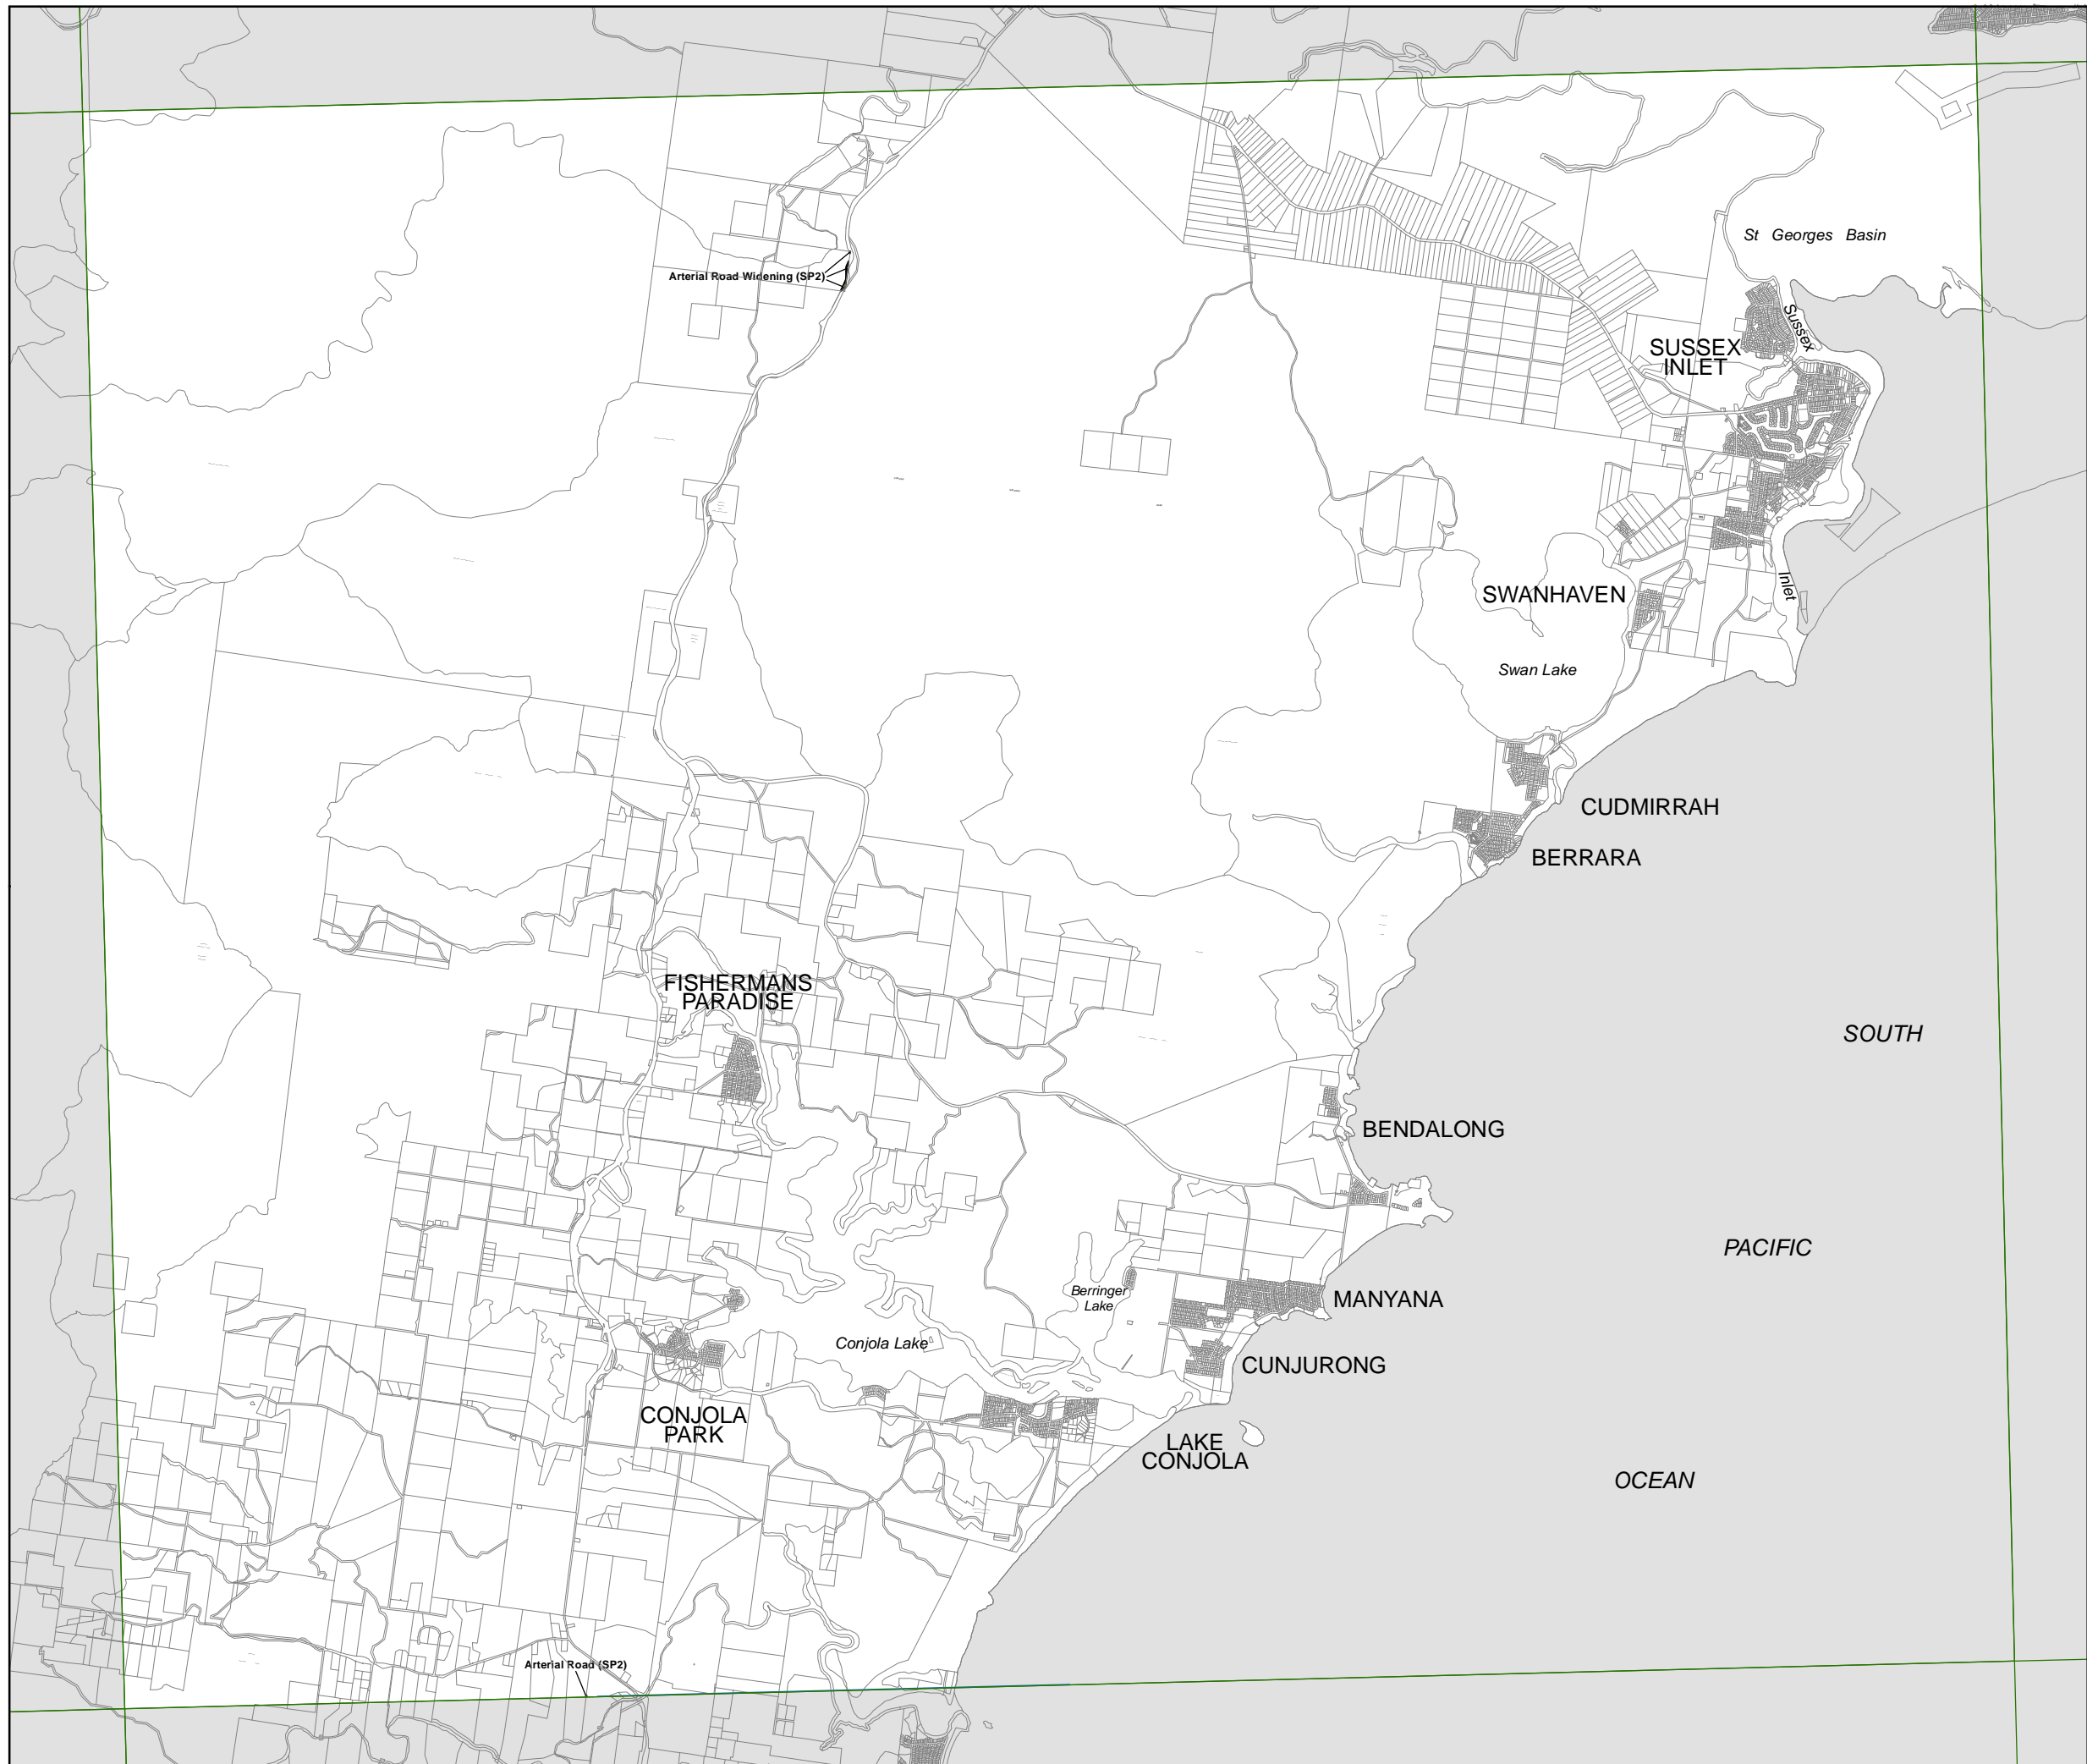 St Georges Basin
Arterial Road Widening (SP2)
Sussex
SUSSEX
INLET
Inlet
SWANHAVEN
Swan Lake
CUDMIRRAH
BERRARA
FISHERMANS
PARADISE
SOUTH
BENDALONG
PACIFIC
Berringer
Lake
MANYANA
Conjola Lake
CUNJURONG
CONJOLA
PARK
LAKE
CONJOLA
OCEAN
Arterial Road (SP2)